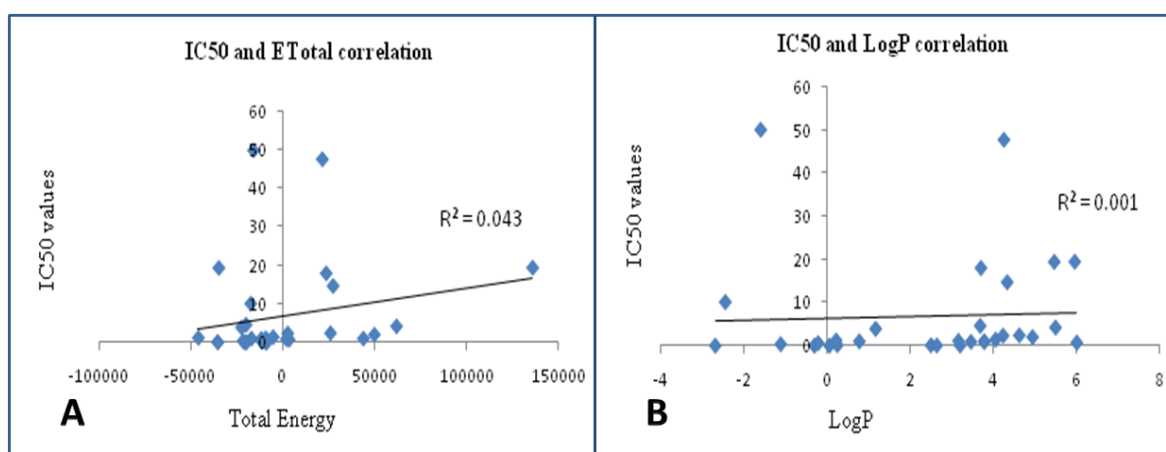 IC50 and ETotal correlation
60
50
40
30
20
10
0
IC50 values
R² = 0.043
-100000 -50000 0 50000 100000 150000
Total Energy
A
IC50 and LogP correlation
60
50
40
30
20
10
0
IC50 values
R² = 0.001
-4 -2 0 2 4 6 8
LogP
B